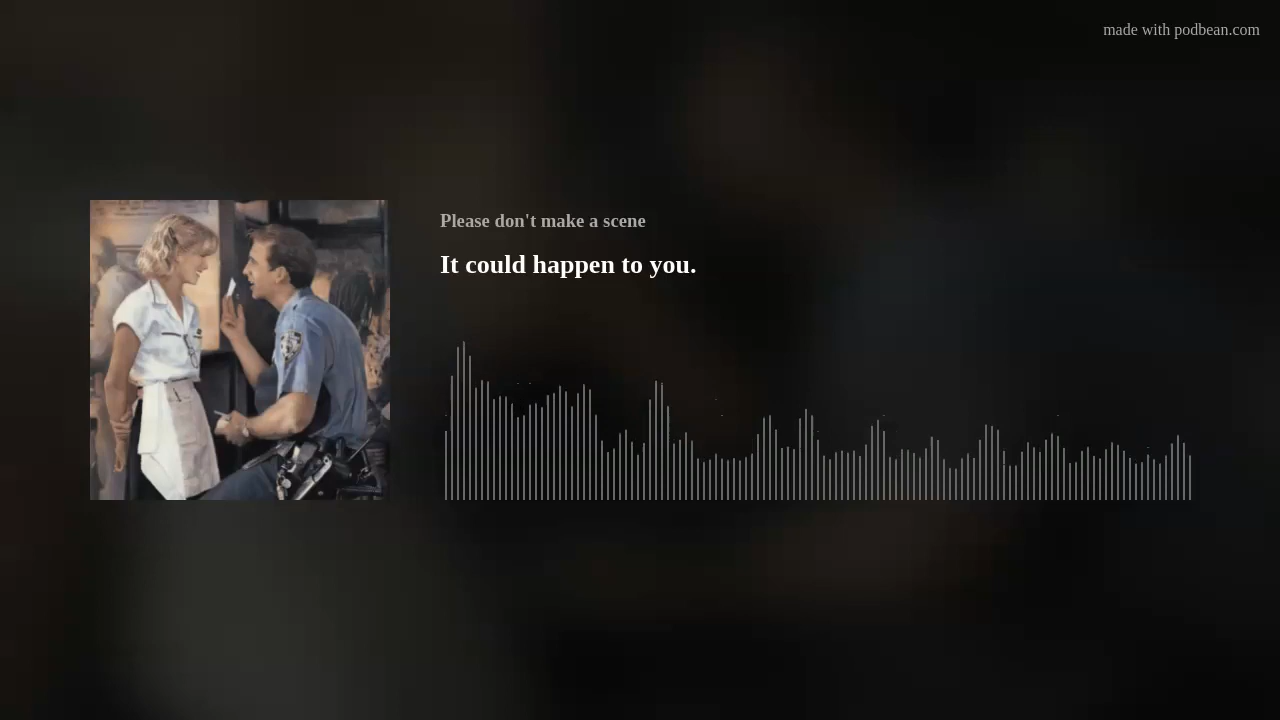 made with podbean.com
Please don't make a scene
It could happen to you.